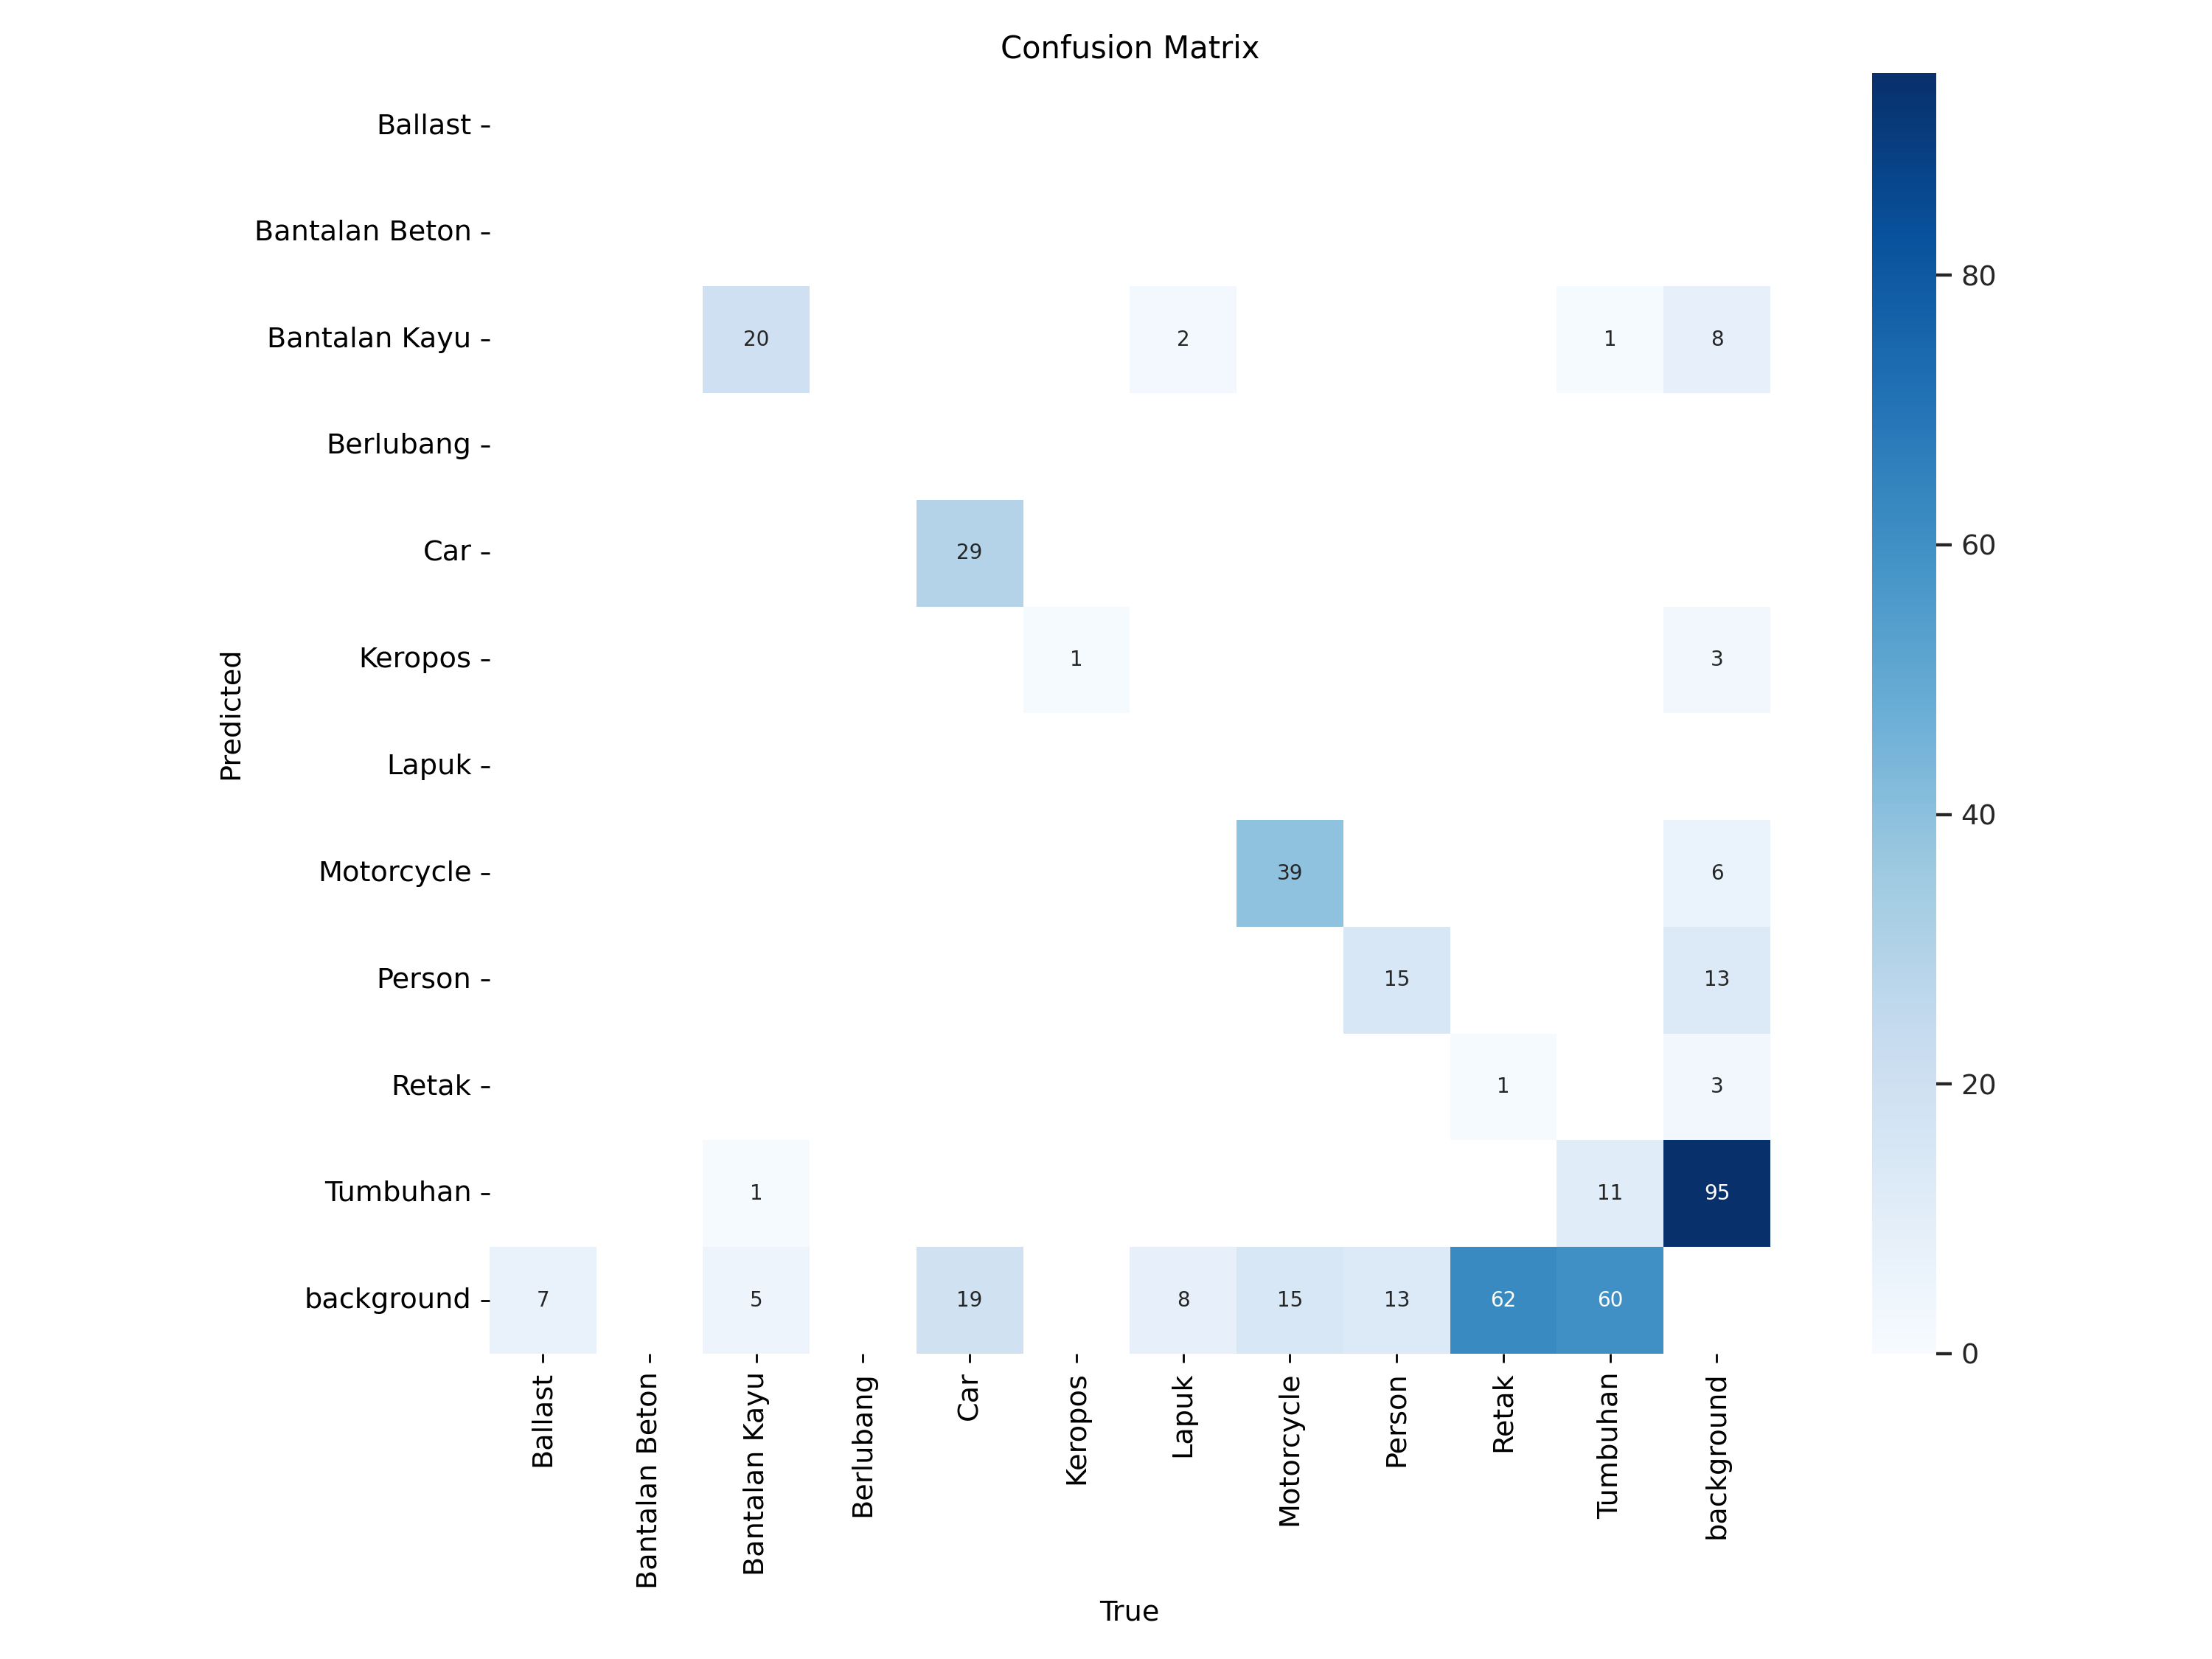 Confusion Matrix
Ballast
Bantalan Beton
Bantalan Kayu 20 2 1 8
Berlubang
Car 29
Keropos 1 3
Lapuk
Motorcycle 39 6
Person 15 13
Retak 1 3
Tumbuhan 1 11 95
background 7 5 19 8 15 13 62 60
Predicted
Ballast
Bantalan Beton
Bantalan Kayu
Berlubang
Car
Keropos
Lapuk
Motorcycle
Person
Retak
Tumbuhan
background
True
80
60
40
20
0